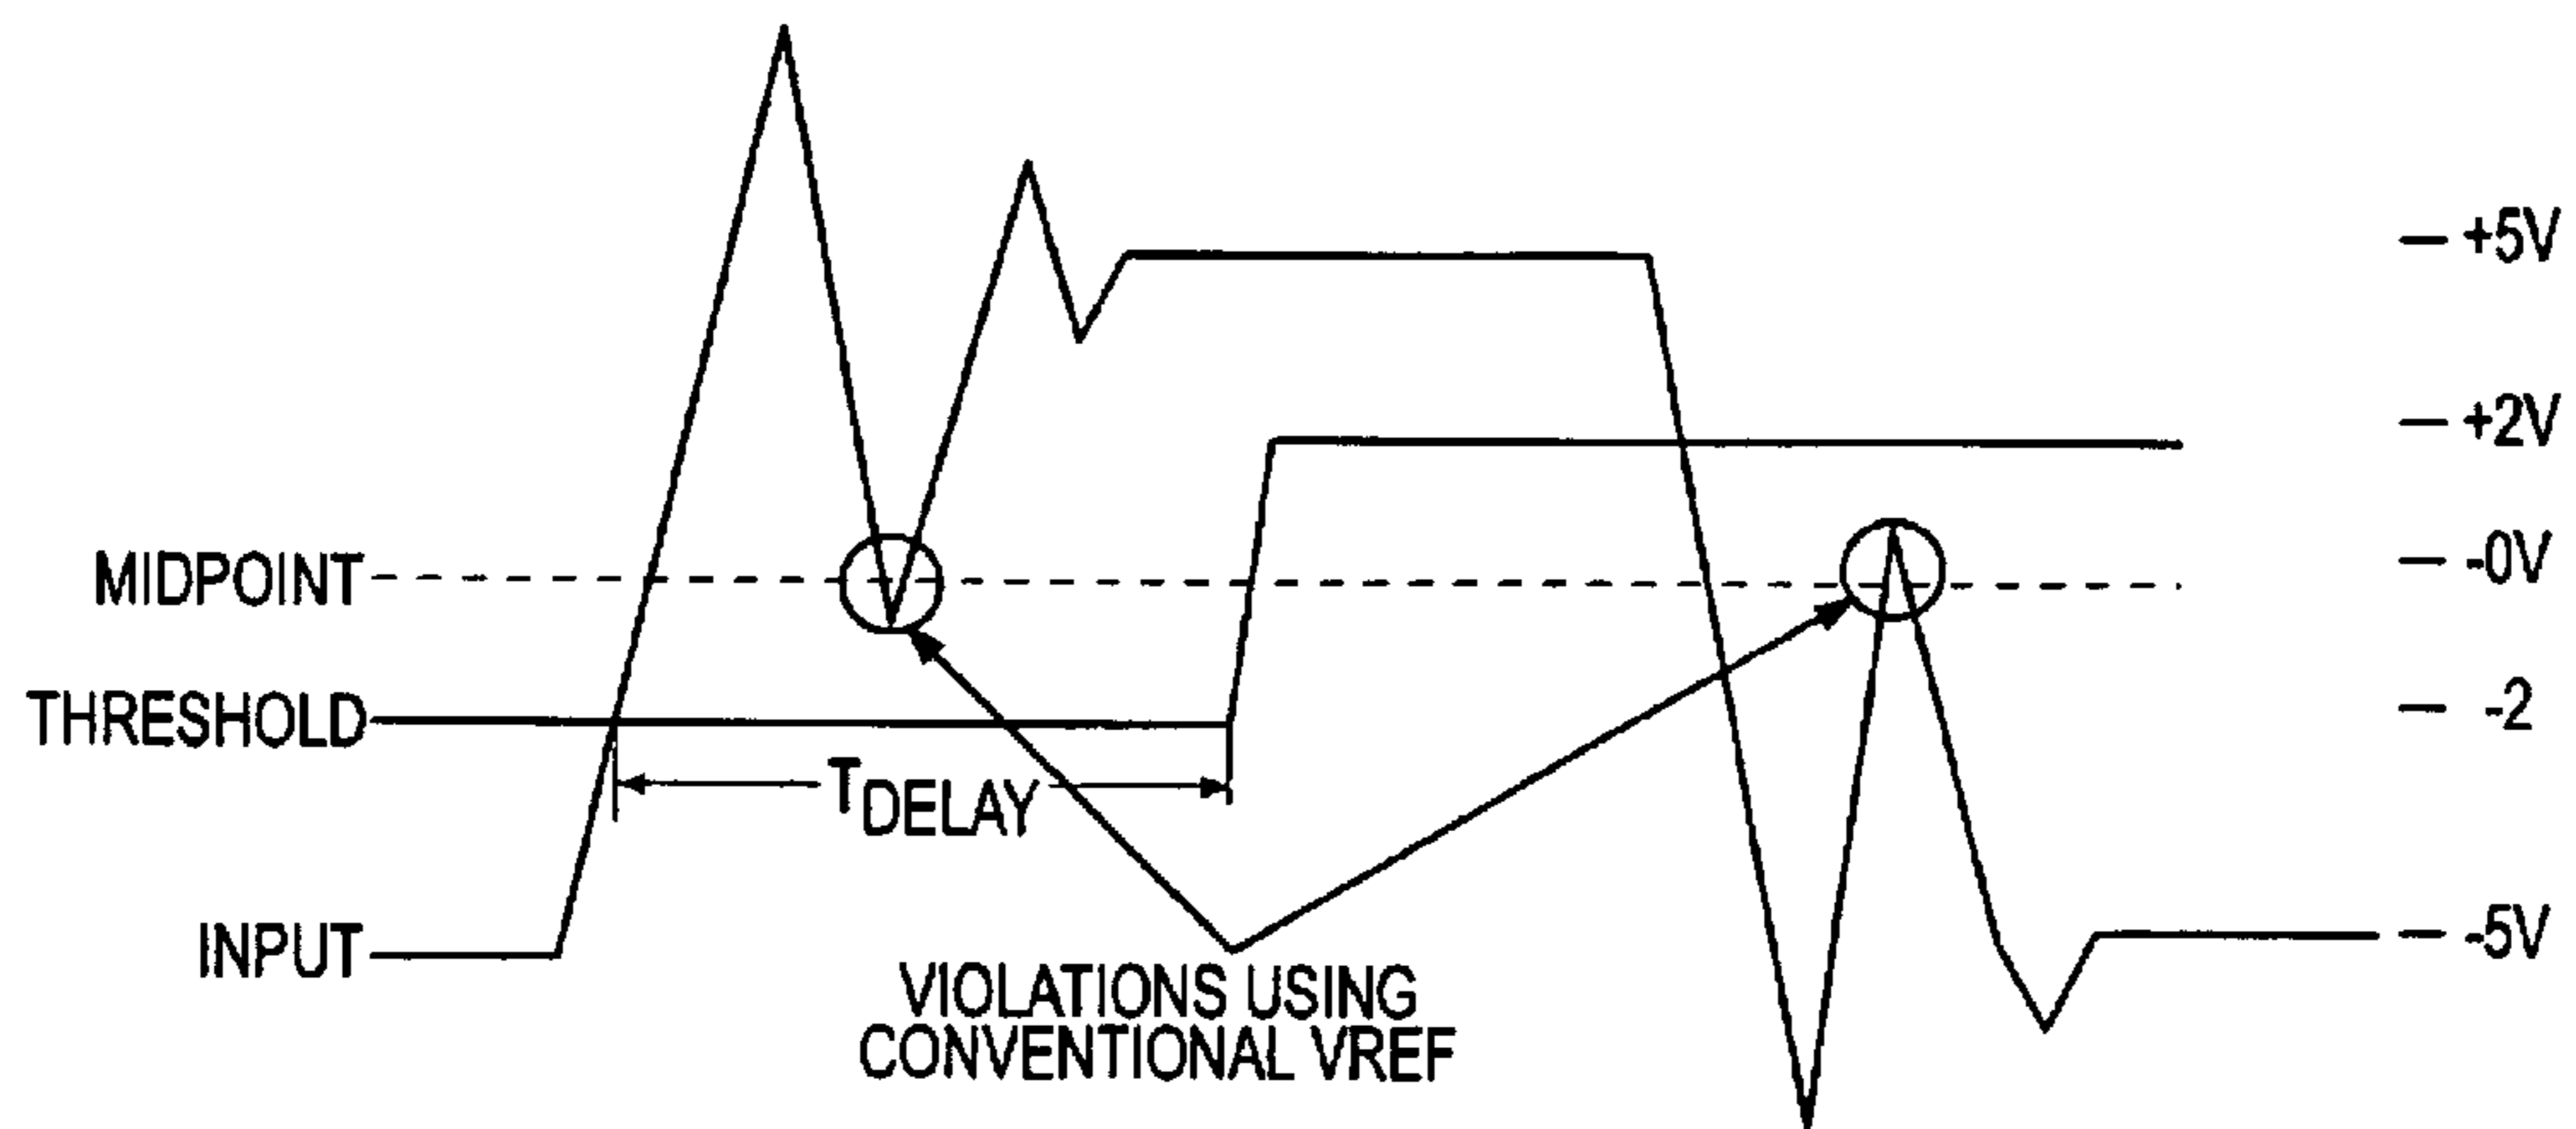 +5V
+2V
MIDPOINT
-0V
THRESHOLD
-2
TDELAY
INPUT
-5V
VIOLATIONS USING
CONVENTIONAL VREF